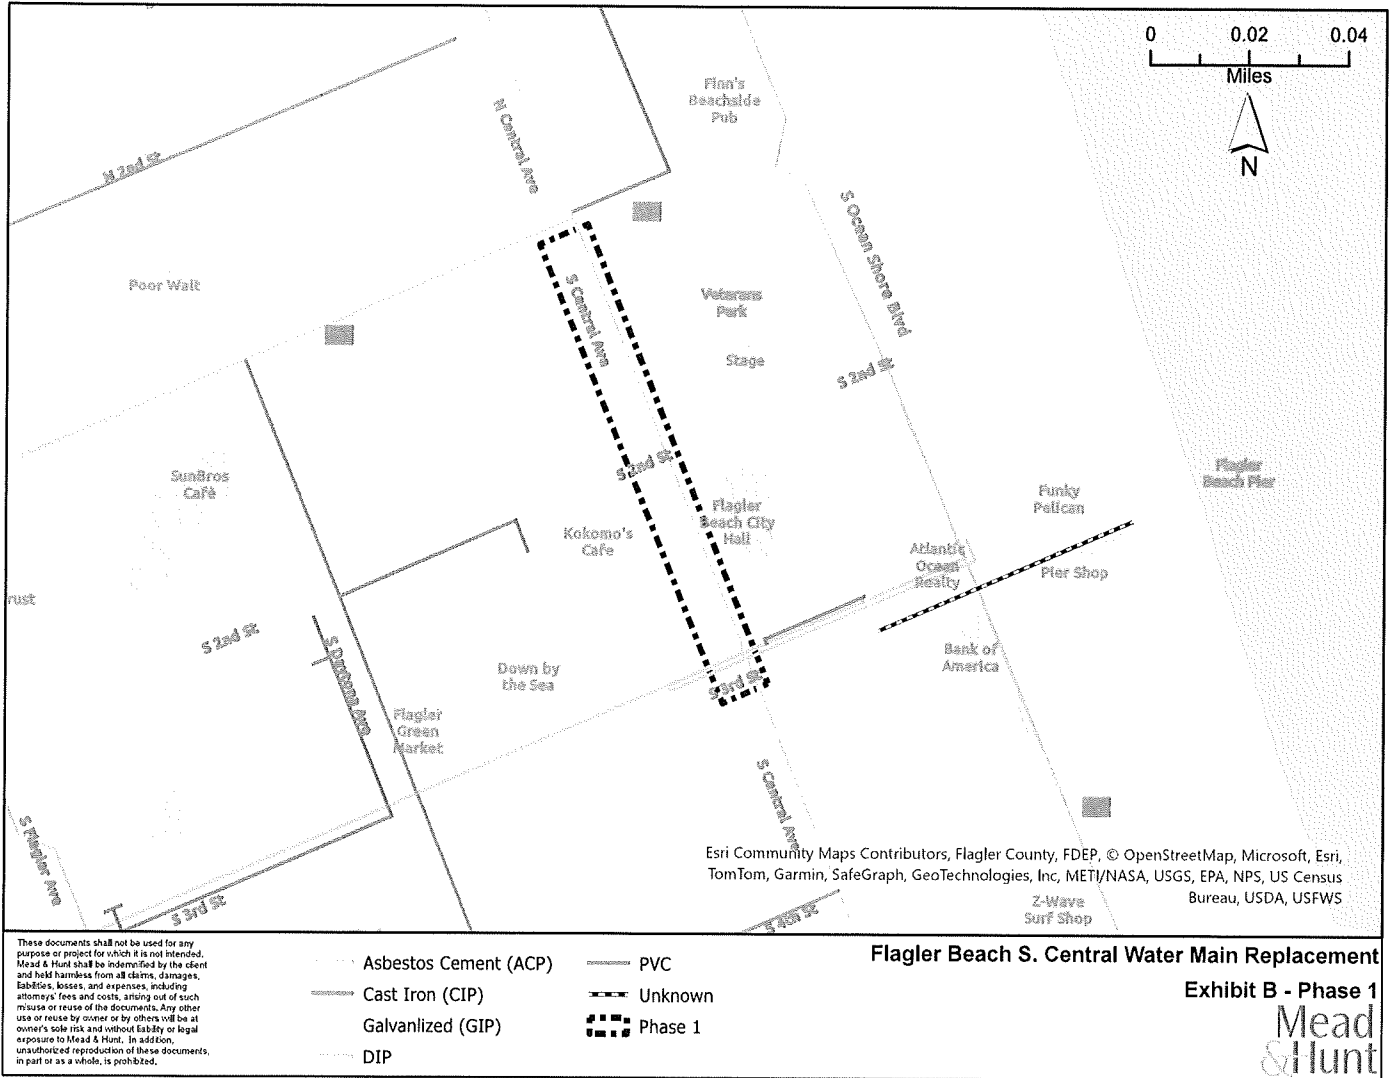 0 0.02 0.04
Miles
N
Finn's
Beachside
Pub
N Central Ave
N 2nd St
S Ocean Shore Blvd
Poor Walt
S Central Ave
Veterans
Park
Stage
S 2nd St
SunBros
Café
S 2nd St
Flagler
Beach Pier
Funky
Pelican
Flagler
Beach City
Hall
Kokomo's
Cafe
Atlantic
Ocean
Realty
Pier Shop
rust
S 2nd St
S Daytona Ave
Down by
the Sea
Bank of
America
S 3rd St
Flagler
Green
Market
S Central Ave
S Flagler Ave
S 3rd St
S 4th St
Z-Wave
Surf Shop
Esri Community Maps Contributors, Flagler County, FDEP, © OpenStreetMap, Microsoft, Esri,
TomTom, Garmin, SafeGraph, GeoTechnologies, Inc, METI/NASA, USGS, EPA, NPS, US Census
Bureau, USDA, USFWS
These documents shall not be used for any
purpose or project for which it is not intended.
Mead & Hunt shall be indemnified by the client
and held harmless from all claims, damages,
liabilities, losses, and expenses, including
attorneys' fees and costs, arising out of such
misuse or reuse of the documents. Any other
use or reuse by owner or by others will be at
owner's sole risk and without liability or legal
exposure to Mead & Hunt. In addition,
unauthorized reproduction of these documents,
in part or as a whole, is prohibited.
Asbestos Cement (ACP)
Cast Iron (CIP)
Galvanlized (GIP)
DIP
PVC
Unknown
Phase 1
Flagler Beach S. Central Water Main Replacement
Exhibit B - Phase 1
Mead
&Hunt